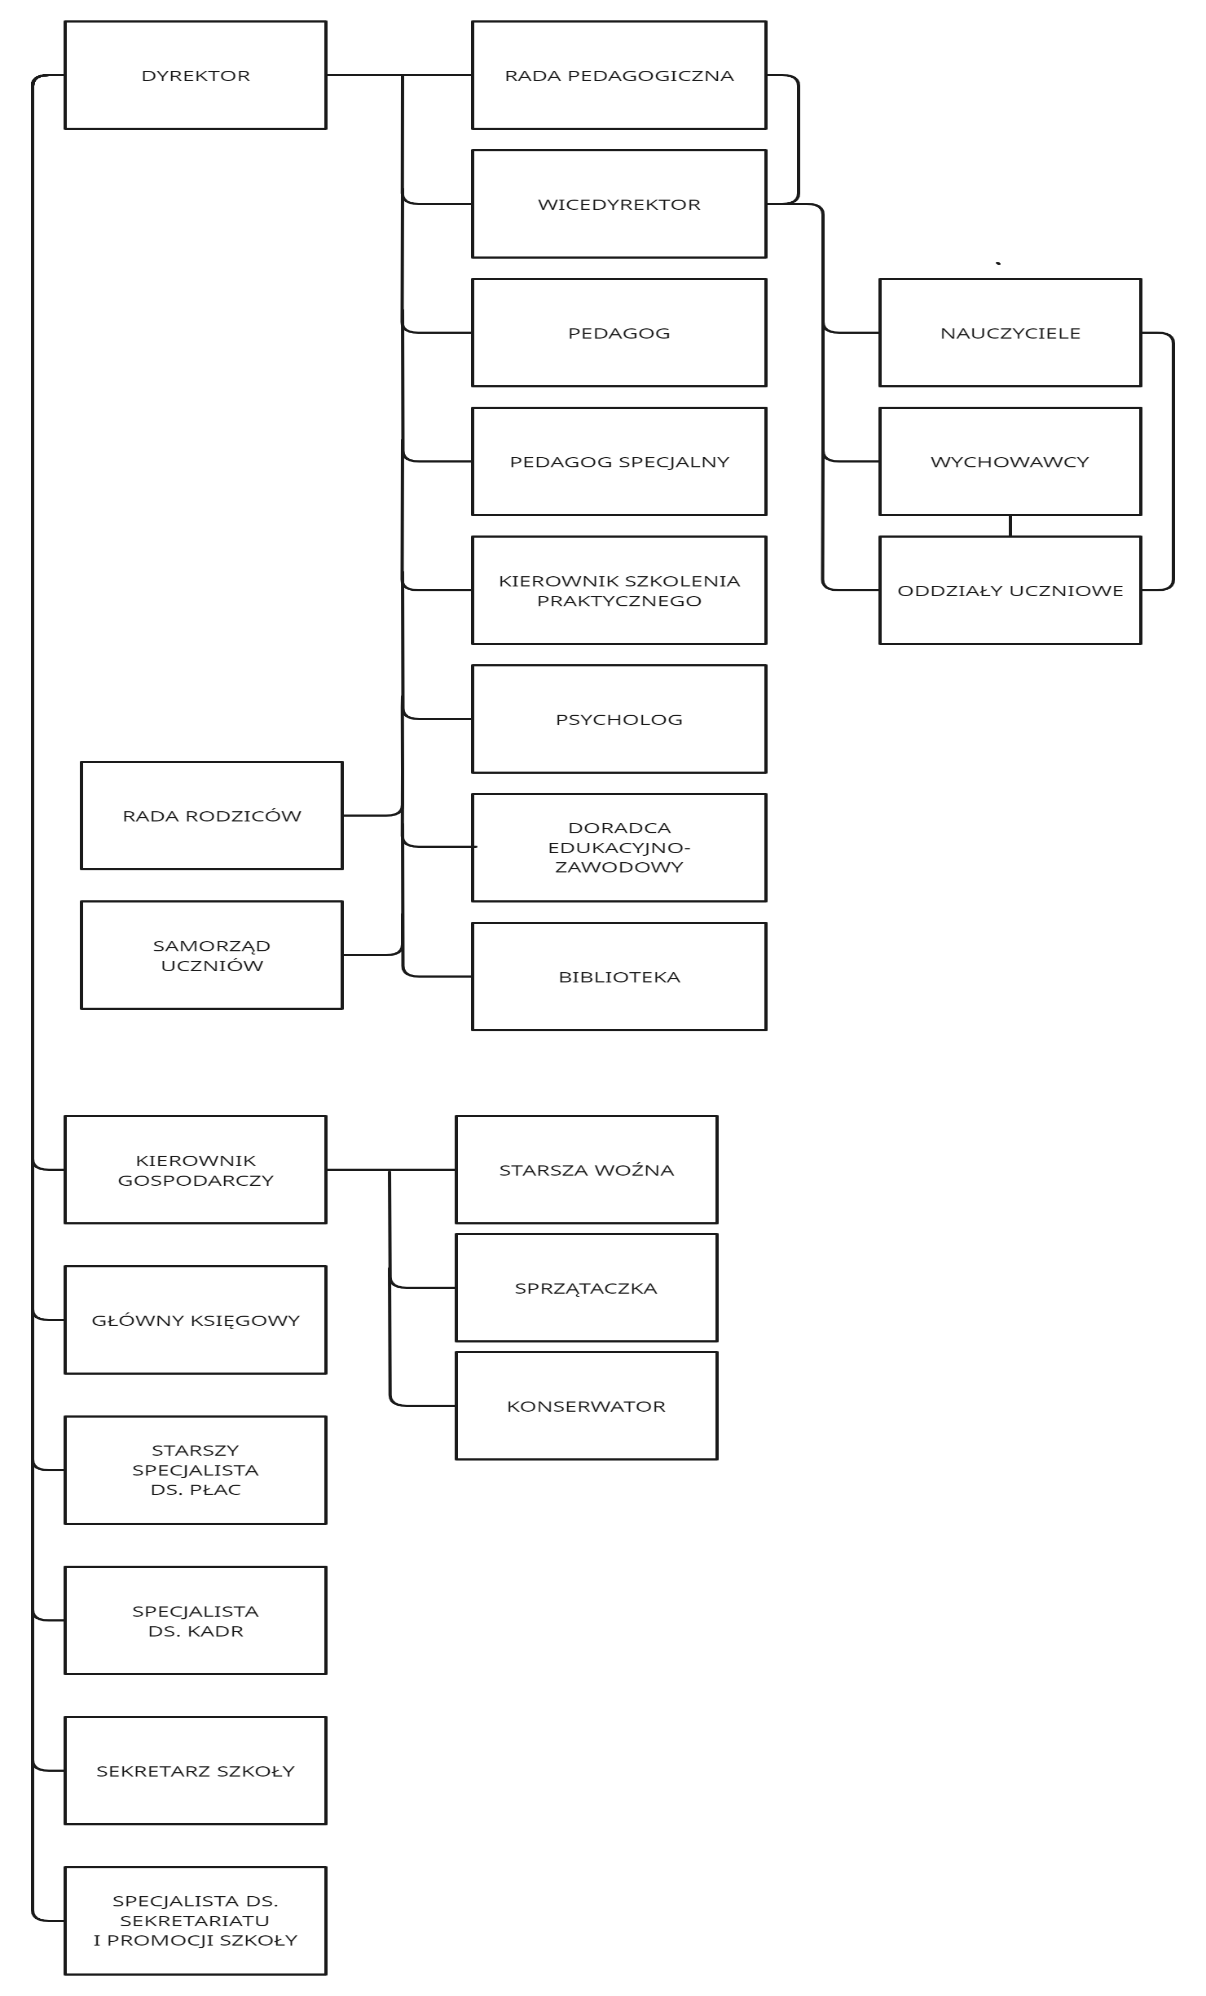 DYREKTOR
RADA PEDAGOGICZNA
WICEDYREKTOR
PEDAGOG
NAUCZYCIELE
PEDAGOG SPECJALNY
WYCHOWAWCY
KIEROWNIK SZKOLENIA
PRAKTYCZNEGO
ODDZIAŁY UCZNIOWE
PSYCHOLOG
RADA RODZICÓW
DORADCA
EDUKACYJNO-
ZAWODOWY
SAMORZĄD
UCZNIÓW
BIBLIOTEKA
KIEROWNIK
GOSPODARCZY
STARSZA WOŹNA
SPRZĄTACZKA
GŁÓWNY KSIĘGOWY
KONSERWATOR
STARSZY
SPECJALISTA
DS. PŁAC
SPECJALISTA
DS. KADR
SEKRETARZ SZKOŁY
SPECJALISTA DS.
SEKRETARIATU
I PROMOCJI SZKOŁY